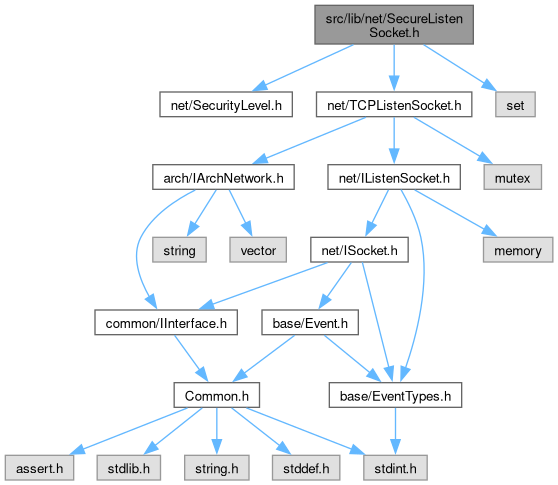 src/lib/net/SecureListen
Socket.h
net/SecurityLevel.h
net/TCPListenSocket.h
set
arch/IArchNetwork.h
net/IListenSocket.h
mutex
string
vector
net/ISocket.h
memory
common/IInterface.h
base/Event.h
Common.h
base/EventTypes.h
assert.h
stdlib.h
string.h
stddef.h
stdint.h